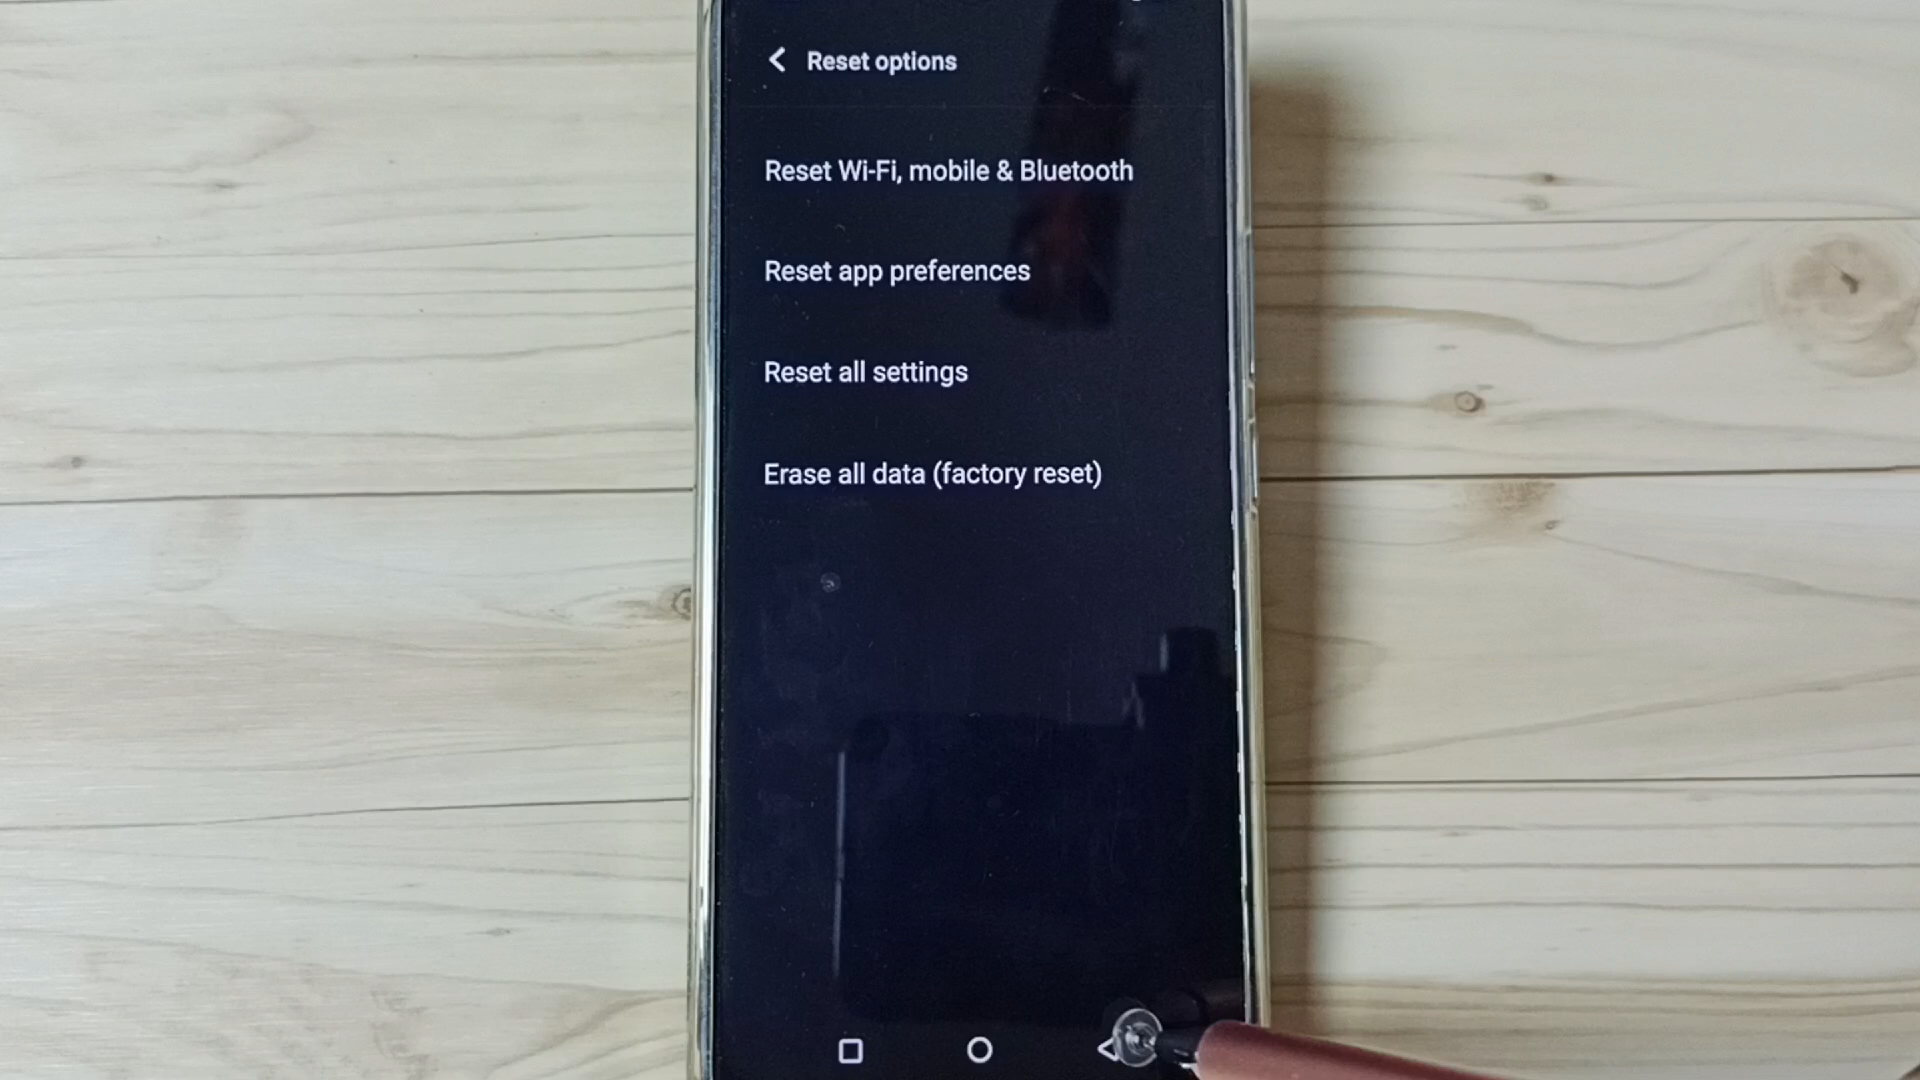 Reset options
Reset Wi-Fi, mobile & Bluetooth
Reset app preferences
Reset all settings
Erase all data (factory reset)